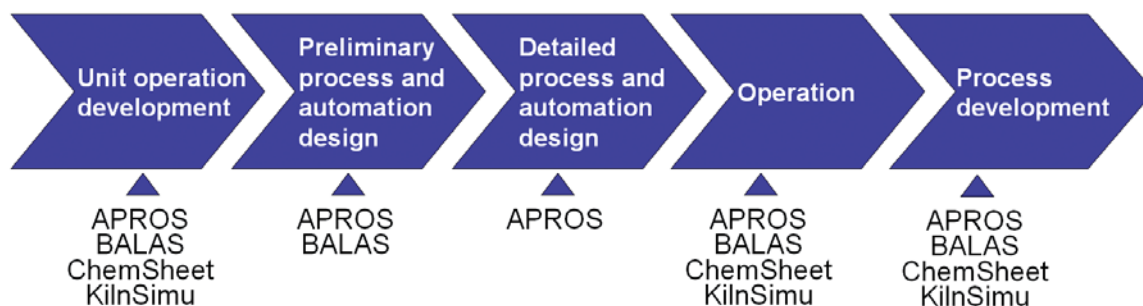 Unit operation
development
Preliminary
process and
automation
design
Detailed
process and
automation
design
Operation
Process
development
APROS
BALAS
ChemSheet
KilnSimu
APROS
BALAS
APROS
APROS
BALAS
ChemSheet
KilnSimu
APROS
BALAS
ChemSheet
KilnSimu